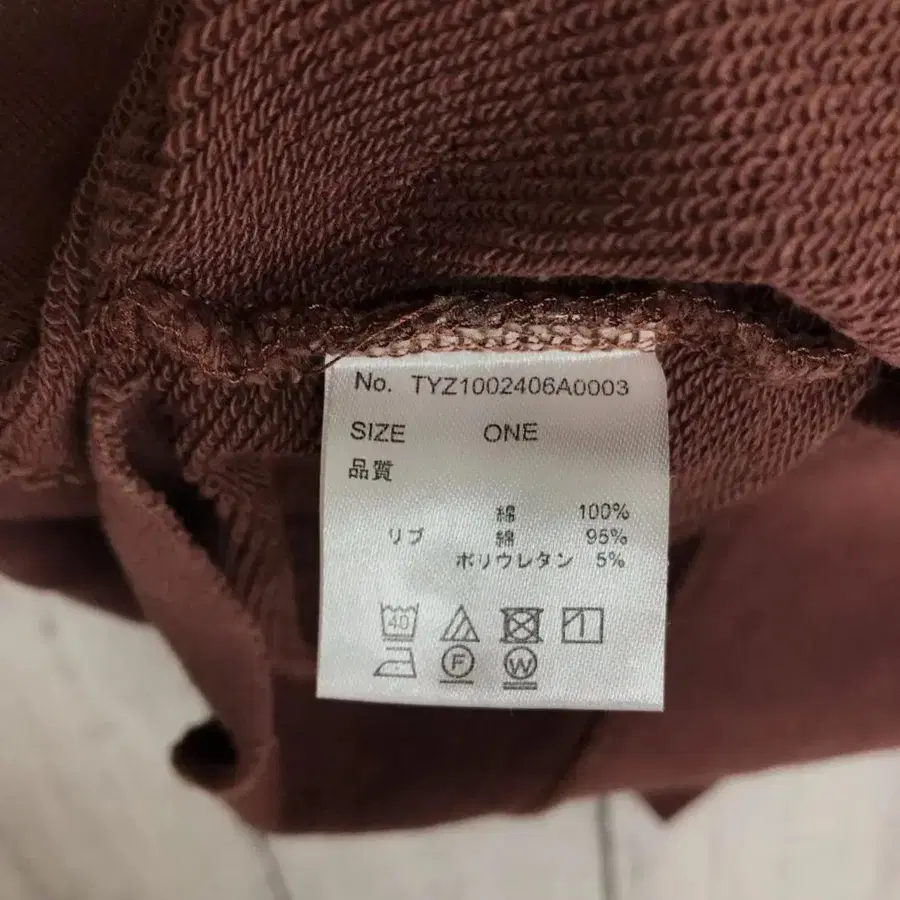 No. TYZ1002406A0003
SIZE ONE
品質
綿 100%
リブ 綿 95%
ポリウレタン 5%
40
F W